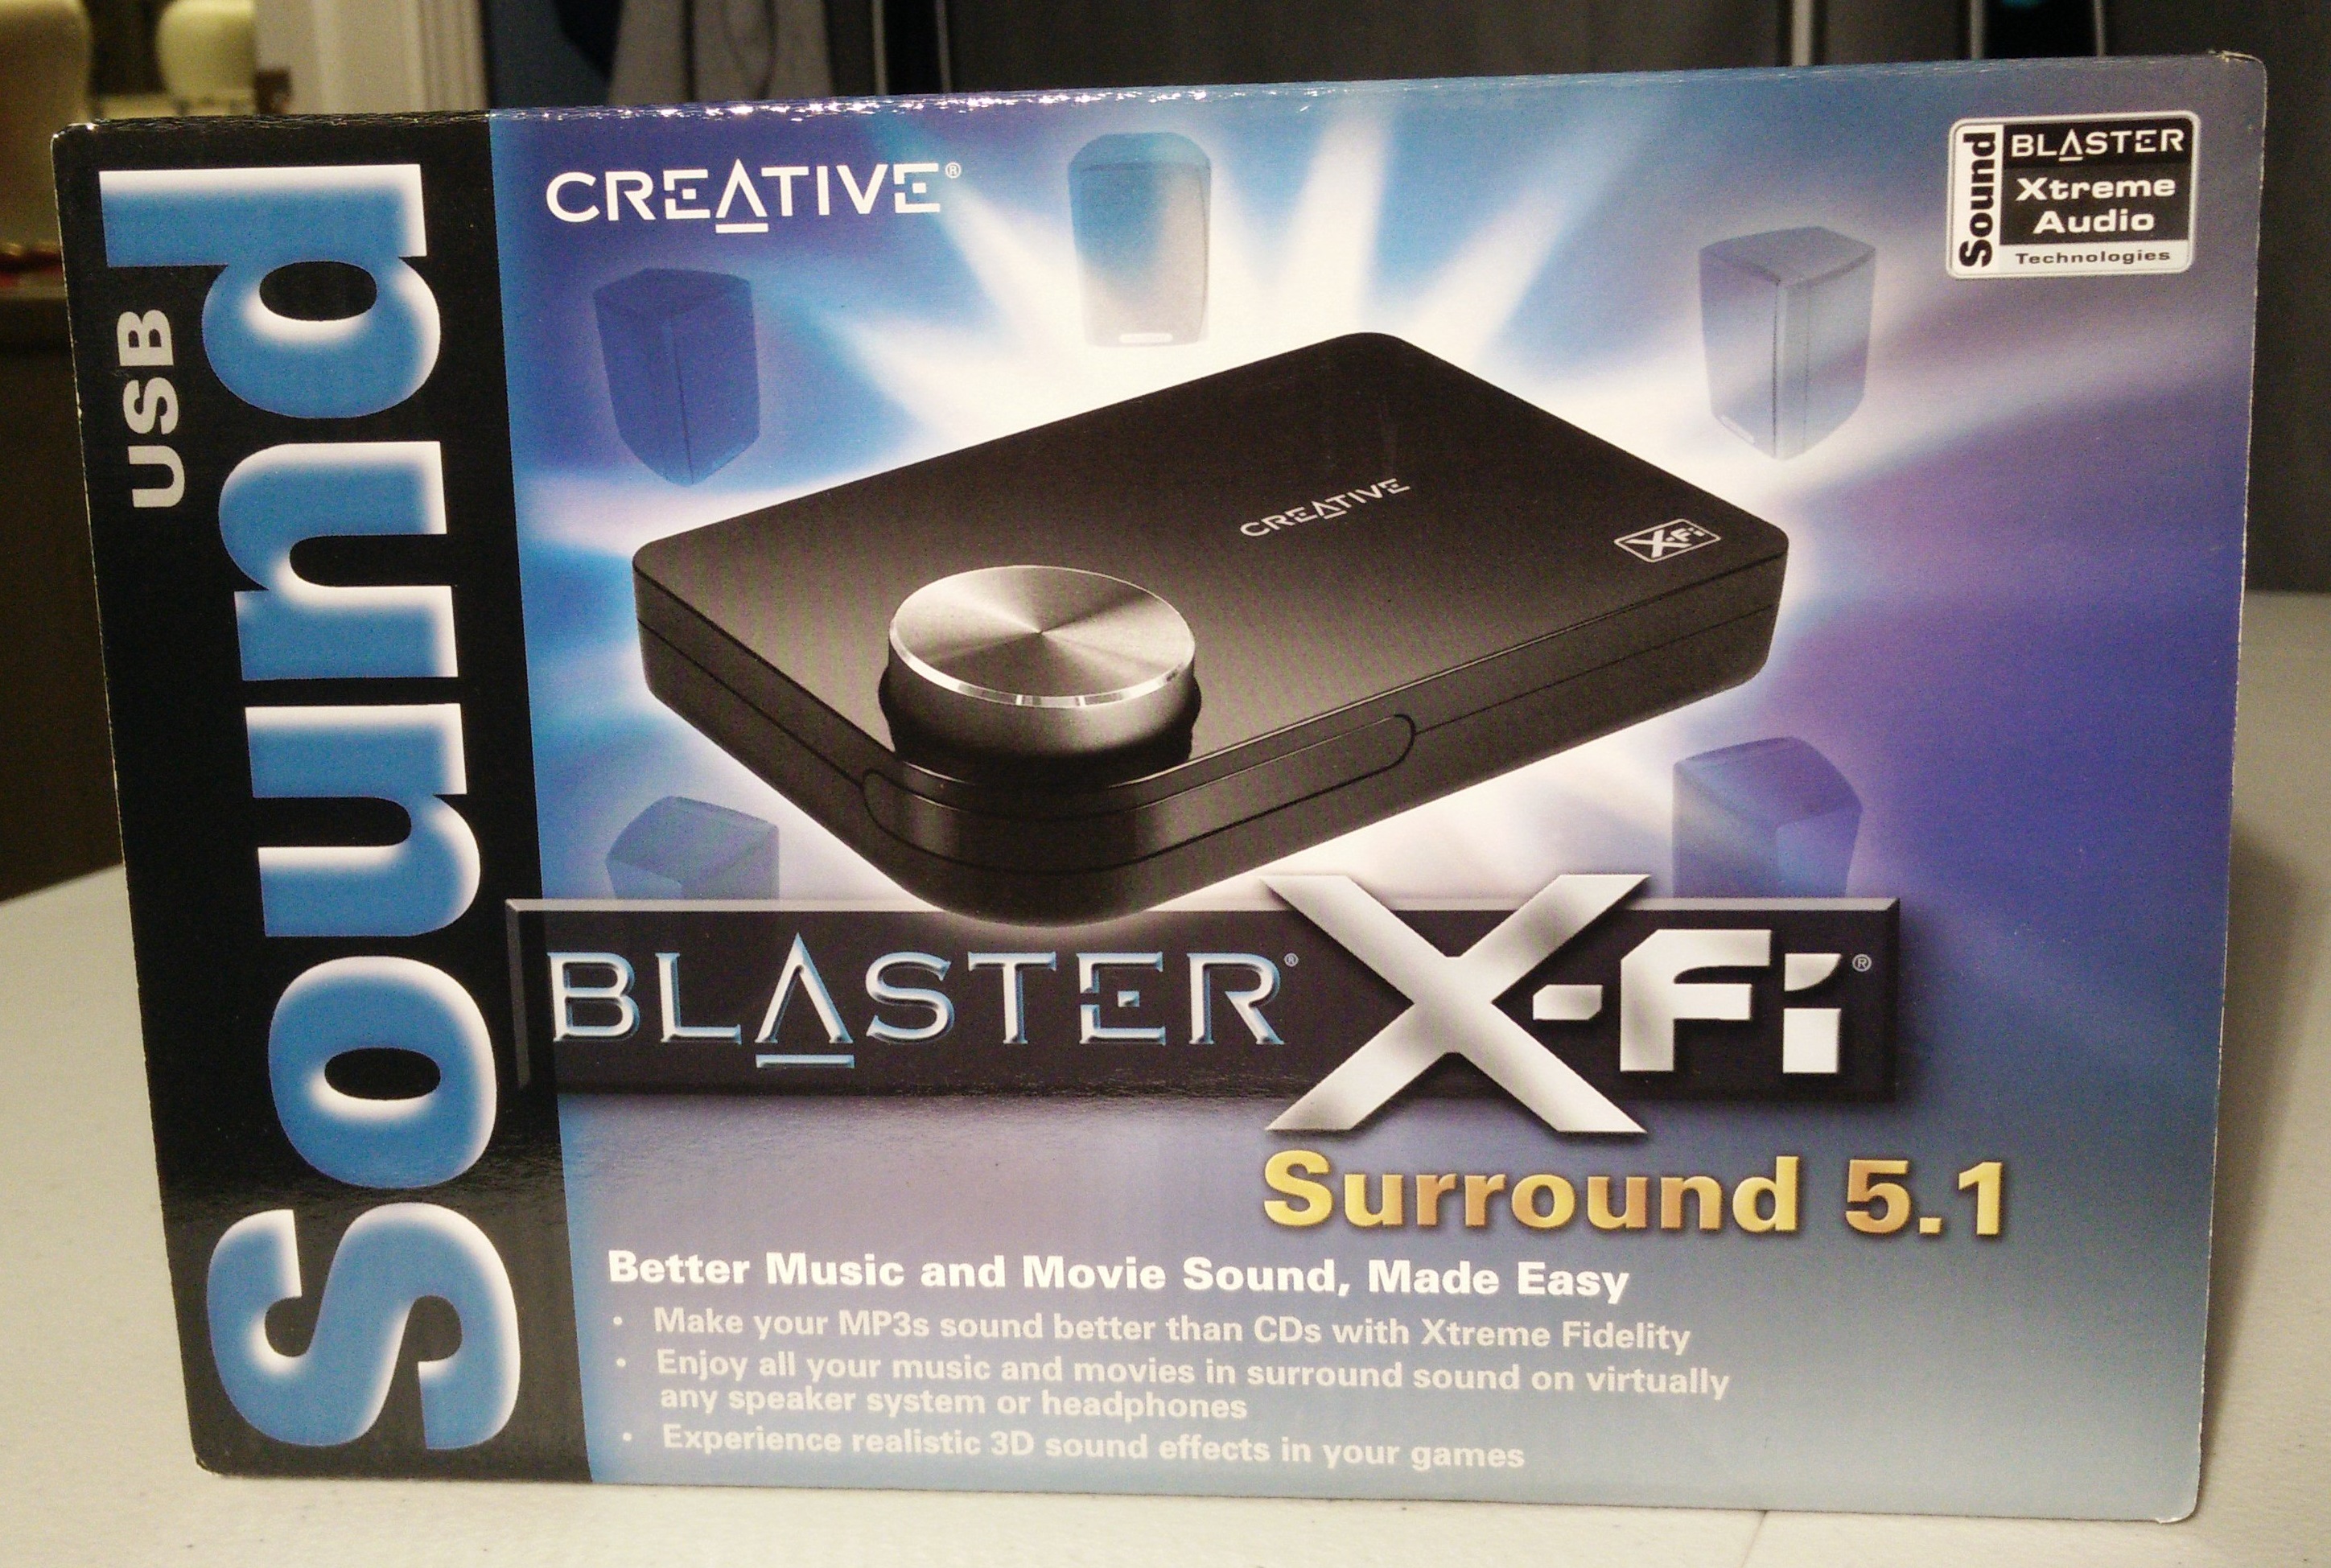 USB
Sound
CREATIVE®
Sound
BLASTER
Xtreme
Audio
Technologies
CREATIVE
X-Fi
BLASTER® X-Fi®
Surround 5.1
Better Music and Movie Sound, Made Easy
• Make your MP3s sound better than CDs with Xtreme Fidelity
• Enjoy all your music and movies in surround sound on virtually
any speaker system or headphones
• Experience realistic 3D sound effects in your games